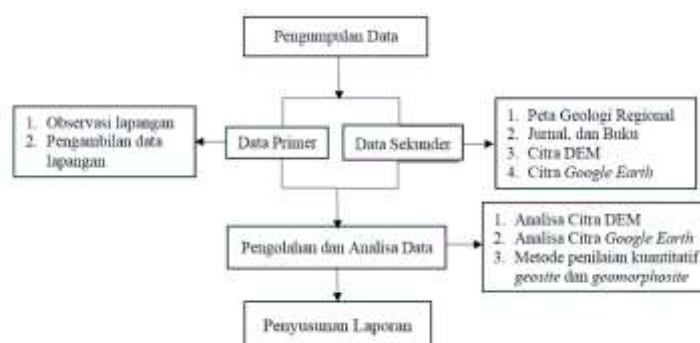 Pengumpulan Data
1. Observasi lapangan
2. Pengambilan data
lapangan
Data Primer
Data Sekunder
1. Peta Geologi Regional
2. Jurnal, dan Buku
3. Citra DEM
4. Citra Google Earth
Pengolahan dan Analisa Data
1. Analisa Citra DEM
2. Analisa Citra Google Earth
3. Metode penilaian kuantitatif
geosite dan geomorphosite
Penyusunan Laporan